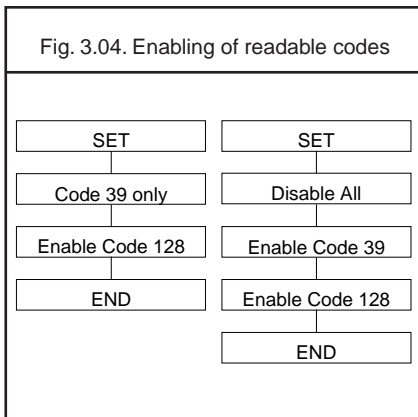 Fig. 3.04. Enabling of readable codes
SET
Code 39 only
Enable Code 128
END
SET
Disable All
Enable Code 39
Enable Code 128
END